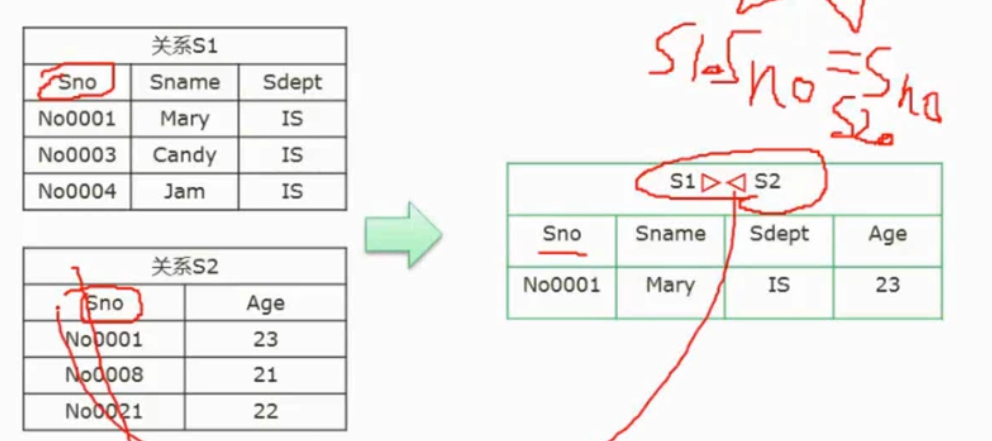 关系S1
Sno Sname Sdept
No0001 Mary IS
No0003 Candy IS
No0004 Jam IS
关系S2
Sno Age
No0001 23
No0008 21
No0021 22
S1.Sno = Sno
S2.
S1 ▷◁ S2
Sno Sname Sdept Age
No0001 Mary IS 23